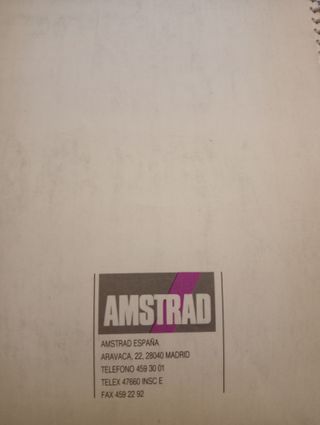 AMSTRAD
AMSTRAD ESPAÑA
ARAVACA, 22, 28040 MADRID
TELEFONO 459 30 01
TELEX 47660 INSC E
FAX 459 22 92